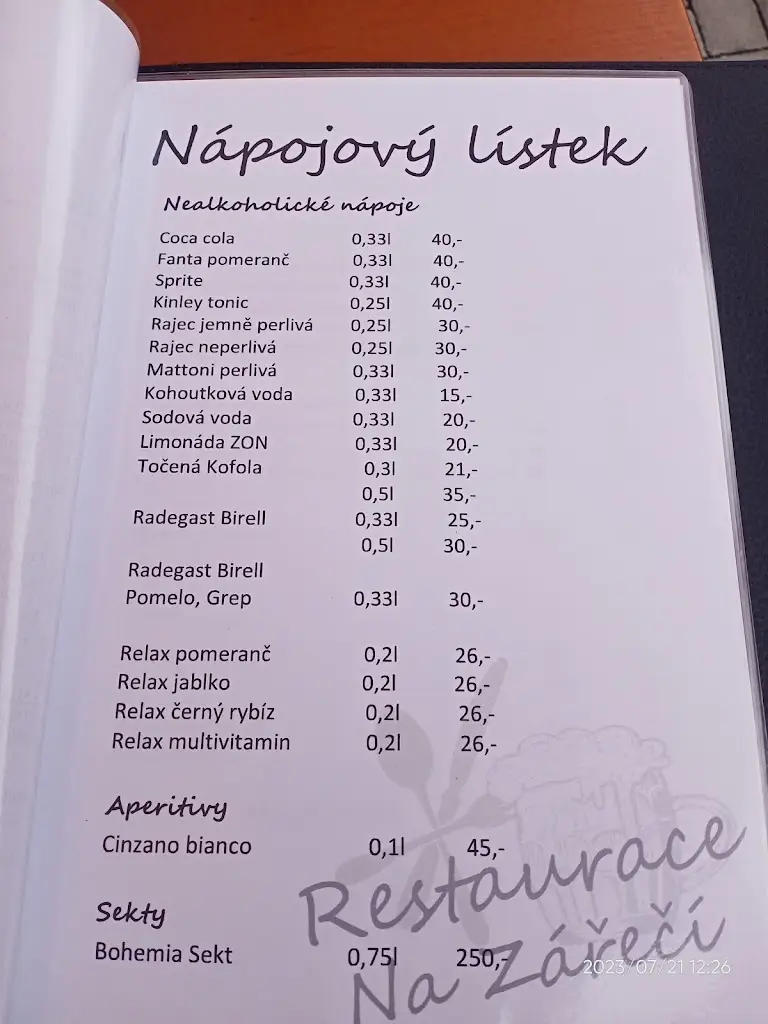 Nápojový lístek
Nealkoholické nápoje
Coca cola 0,33l 40,-
Fanta pomeranč 0,33l 40,-
Sprite 0,33l 40,-
Kinley tonic 0,25l 40,-
Rajec jemně perlivá 0,25l 30,-
Rajec neperlivá 0,25l 30,-
Mattoni perlivá 0,33l 30,-
Kohoutková voda 0,33l 15,-
Sodová voda 0,33l 20,-
Limonáda ZON 0,33l 20,-
Točená Kofola 0,3l 21,-
0,5l 35,-
Radegast Birell 0,33l 25,-
0,5l 30,-
Radegast Birell
Pomelo, Grep 0,33l 30,-
Relax pomeranč 0,2l 26,-
Relax jablko 0,2l 26,-
Relax černý rybíz 0,2l 26,-
Relax multivitamin 0,2l 26,-
Aperitivy
Cinzano bianco 0,1l 45,-
Sekty
Bohemia Sekt 0,75l 250,-
Restaurace
Na Zářečí
2023/07/21 12:26